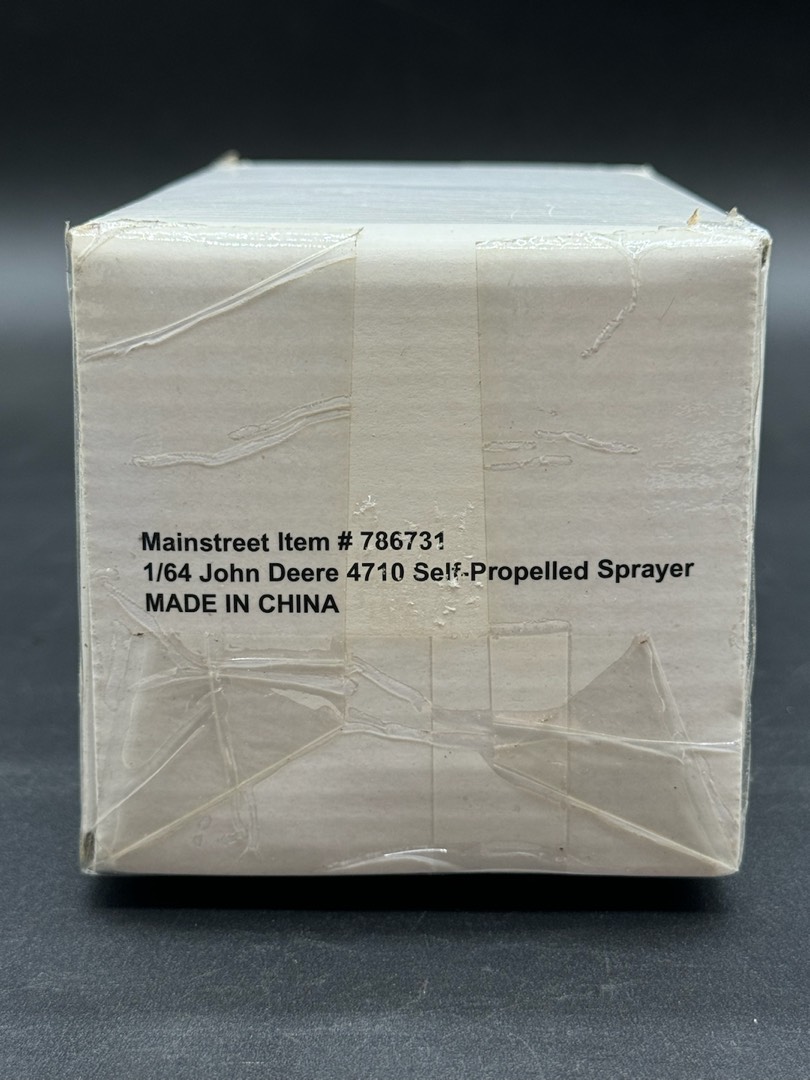 Mainstreet Item # 786731
1/64 John Deere 4710 Self-Propelled Sprayer
MADE IN CHINA